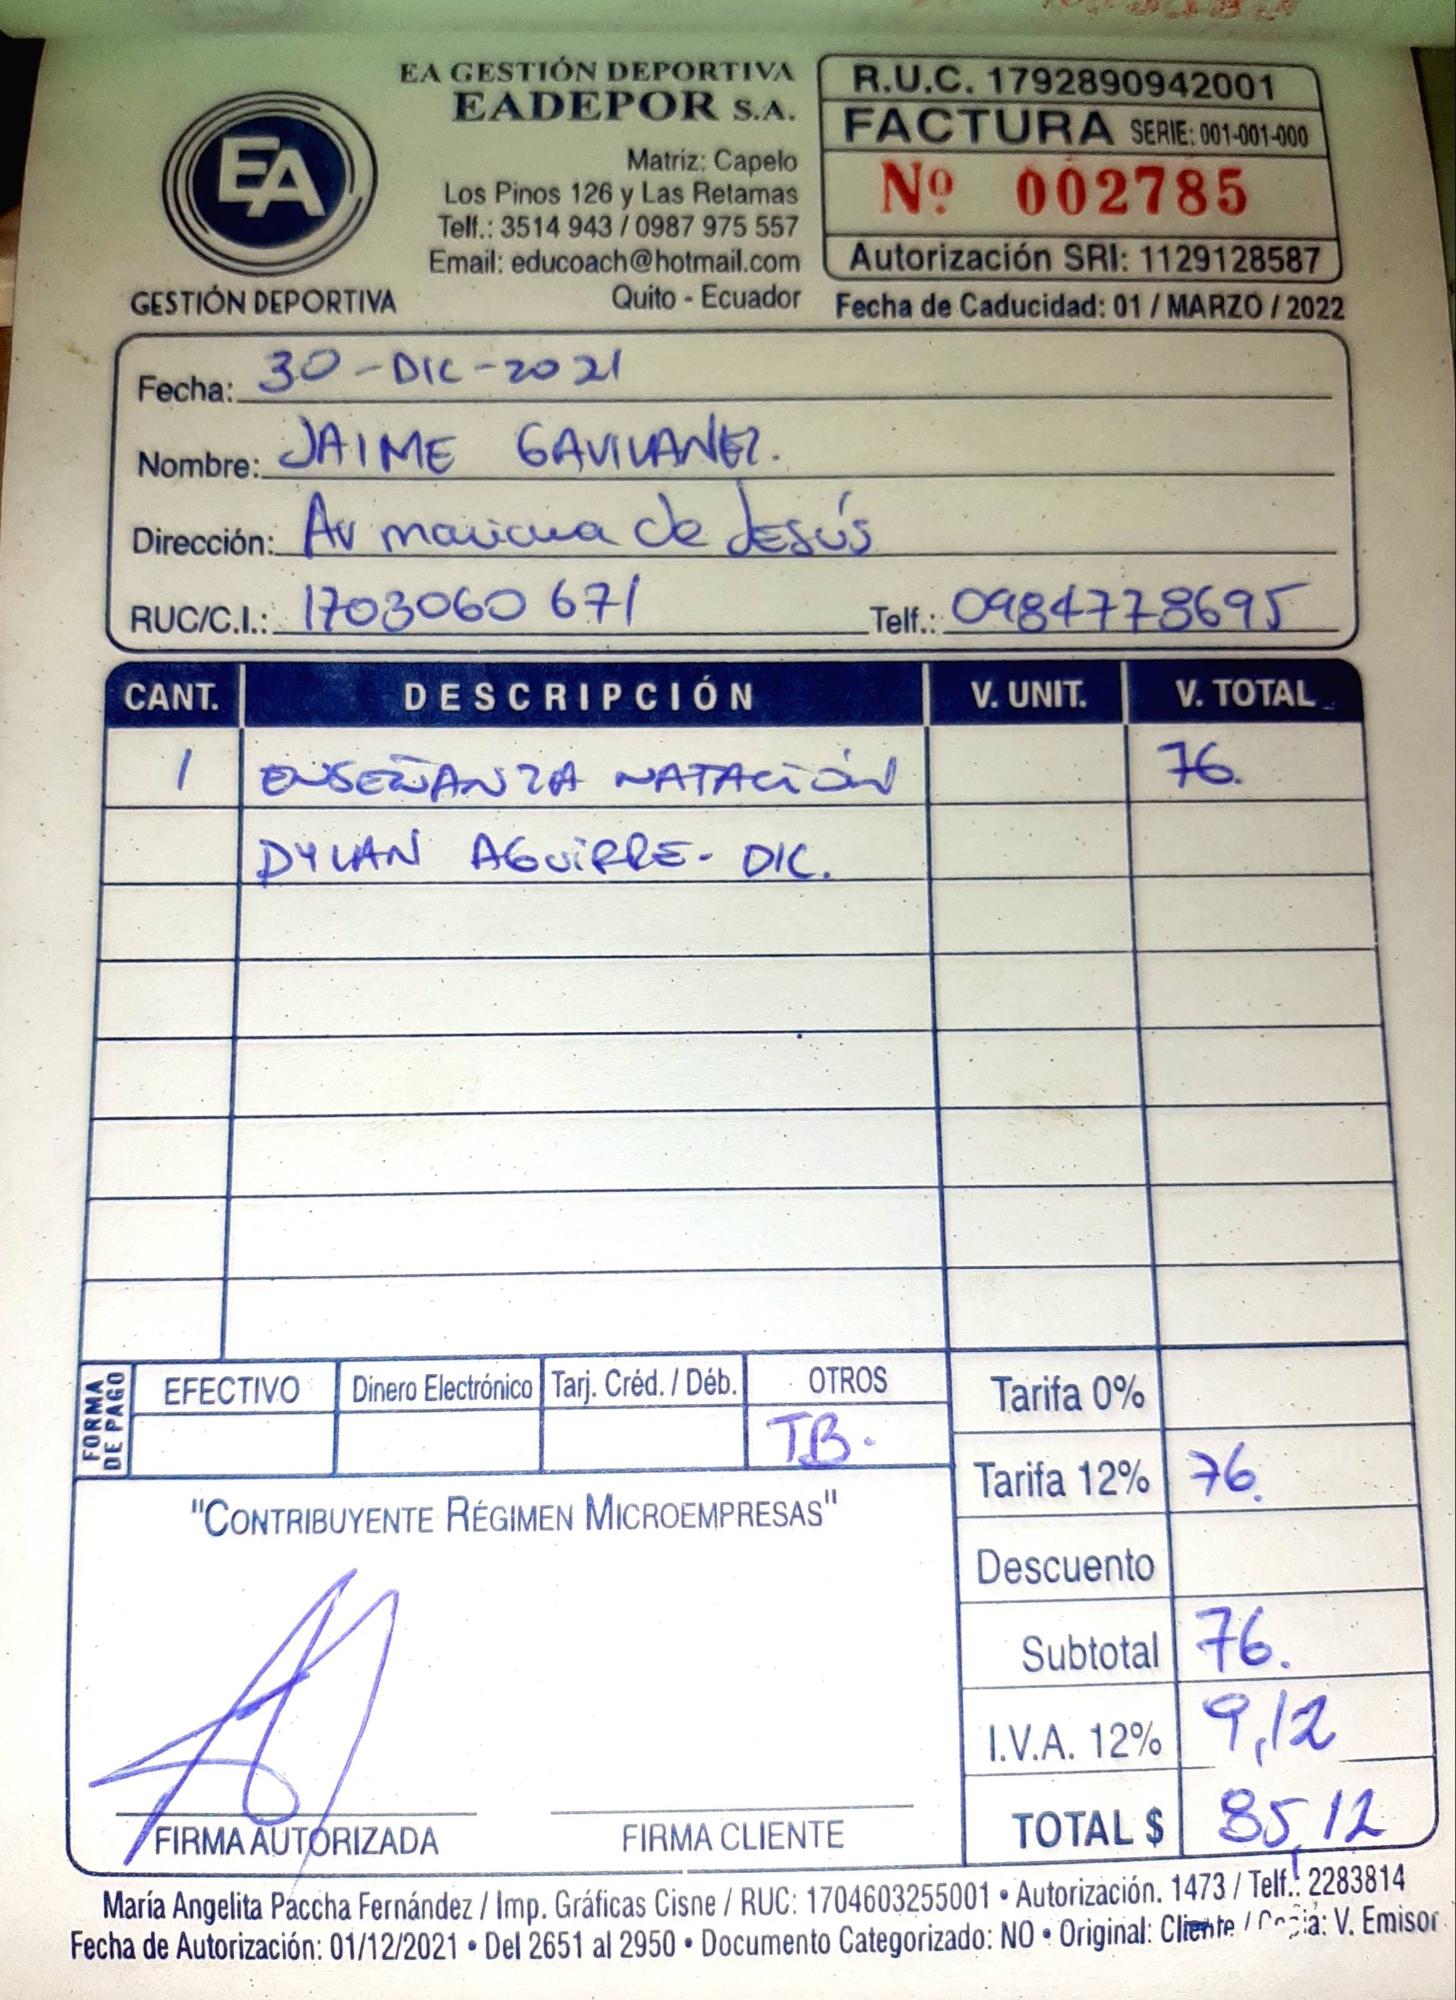 EA GESTIÓN DEPORTIVA
EADEPOR S.A.
Matriz: Capelo
Los Pinos 126 y Las Retamas
Telf.: 3514 943 / 0987 975 557
Email: educoach@hotmail.com
Quito - Ecuador
EA
GESTIÓN DEPORTIVA
R.U.C. 1792890942001
FACTURA SERIE: 001-001-000
Nº 002785
Autorización SRI: 1129128587
Fecha de Caducidad: 01 / MARZO / 2022
Fecha: 30-DIC-2021
Nombre: JAIME GAVILANEZ.
Dirección: Av mariana de Jesús
RUC/C.I.: 1703060671 Telf.: 0984778695
CANT. DESCRIPCIÓN V. UNIT. V. TOTAL
1 ENSEÑANZA NATACIÓN 76.
DYLAN AGUIRRE- DIC.
FORMA DE PAGO
EFECTIVO Dinero Electrónico Tarj. Créd. / Déb. OTROS
TB.
Tarifa 0%
Tarifa 12% 76.
Descuento
Subtotal 76.
I.V.A. 12% 9,12
TOTAL $ 85,12
"CONTRIBUYENTE RÉGIMEN MICROEMPRESAS"
FIRMA AUTORIZADA FIRMA CLIENTE
María Angelita Paccha Fernández / Imp. Gráficas Cisne / RUC: 1704603255001 • Autorización. 1473 / Telf.: 2283814
Fecha de Autorización: 01/12/2021 • Del 2651 al 2950 • Documento Categorizado: NO • Original: Cliente / Copia: V. Emisor